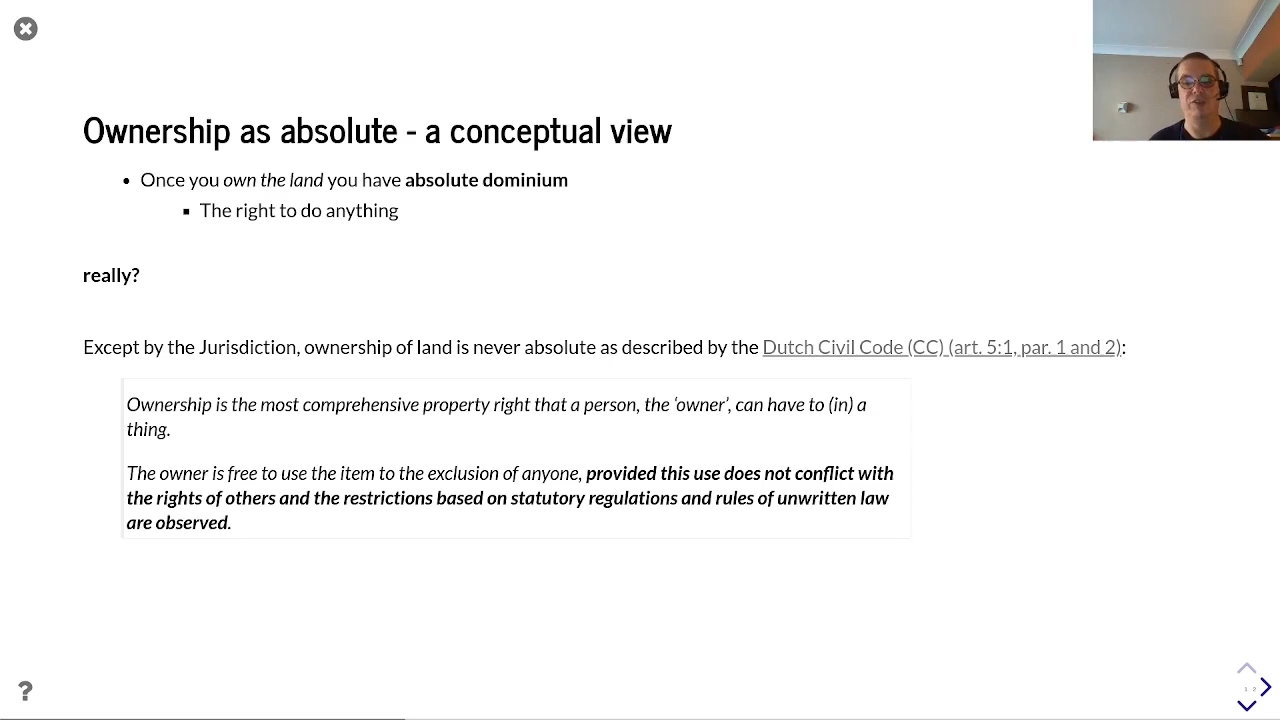 Ownership as absolute - a conceptual view
• Once you own the land you have absolute dominium
▪ The right to do anything
really?
Except by the Jurisdiction, ownership of land is never absolute as described by the Dutch Civil Code (CC) (art. 5:1, par. 1 and 2):
Ownership is the most comprehensive property right that a person, the ‘owner’, can have to (in) a
thing.
The owner is free to use the item to the exclusion of anyone, provided this use does not conflict with
the rights of others and the restrictions based on statutory regulations and rules of unwritten law
are observed.
?